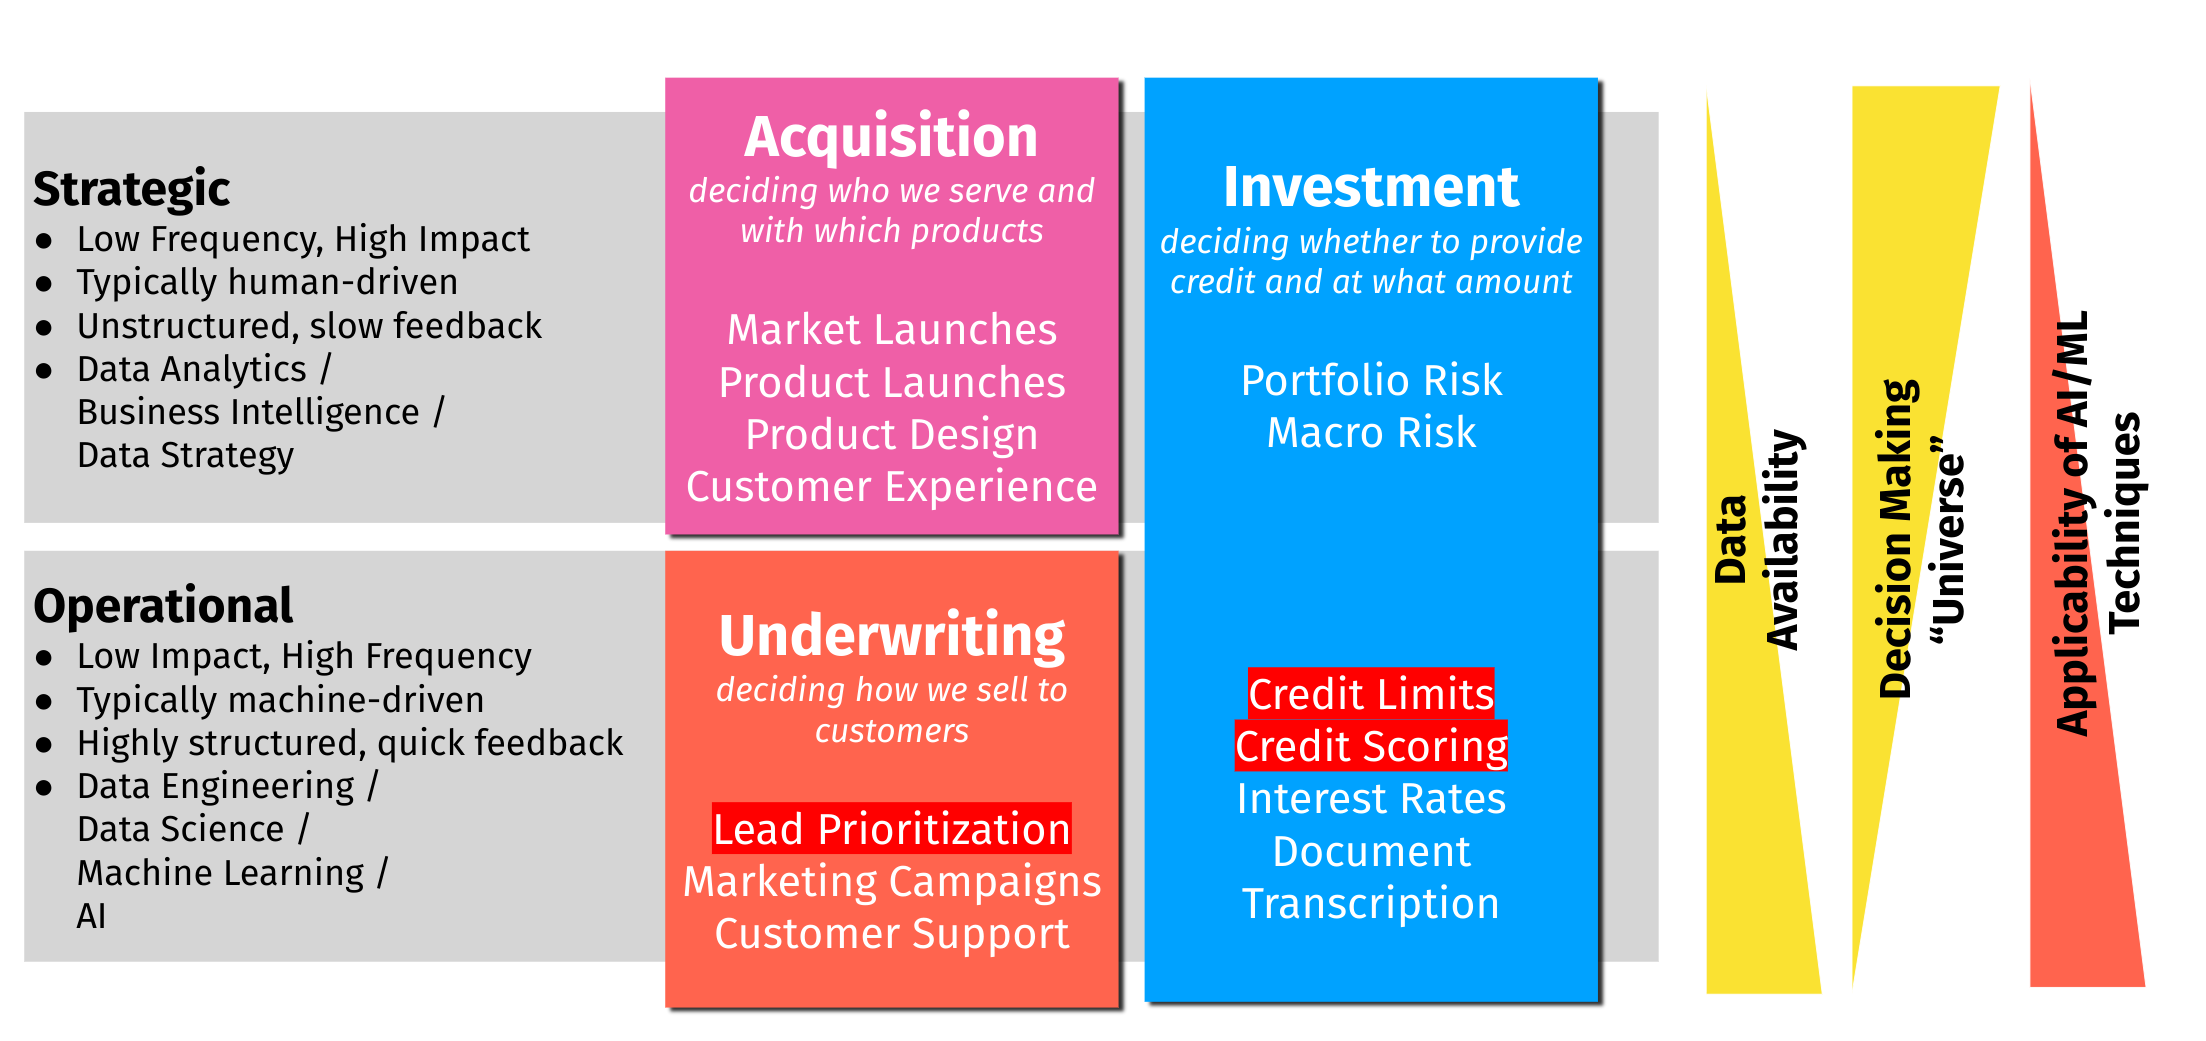 Strategic
● Low Frequency, High Impact
● Typically human-driven
● Unstructured, slow feedback
● Data Analytics /
Business Intelligence /
Data Strategy
Acquisition
deciding who we serve and
with which products
Market Launches
Product Launches
Product Design
Customer Experience
Investment
deciding whether to provide
credit and at what amount
Portfolio Risk
Macro Risk
Credit Limits
Credit Scoring
Interest Rates
Document
Transcription
Operational
● Low Impact, High Frequency
● Typically machine-driven
● Highly structured, quick feedback
● Data Engineering /
Data Science /
Machine Learning /
AI
Underwriting
deciding how we sell to
customers
Lead Prioritization
Marketing Campaigns
Customer Support
Data
Availability
Decision Making
“Universe”
Applicability of AI/ML
Techniques